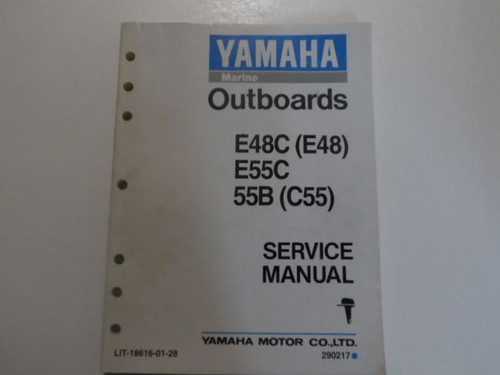 YAMAHA
Marine
Outboards
E48C (E48)
E55C
55B (C55)
SERVICE
MANUAL
YAMAHA MOTOR CO.,LTD.
LIT-18616-01-28
290217